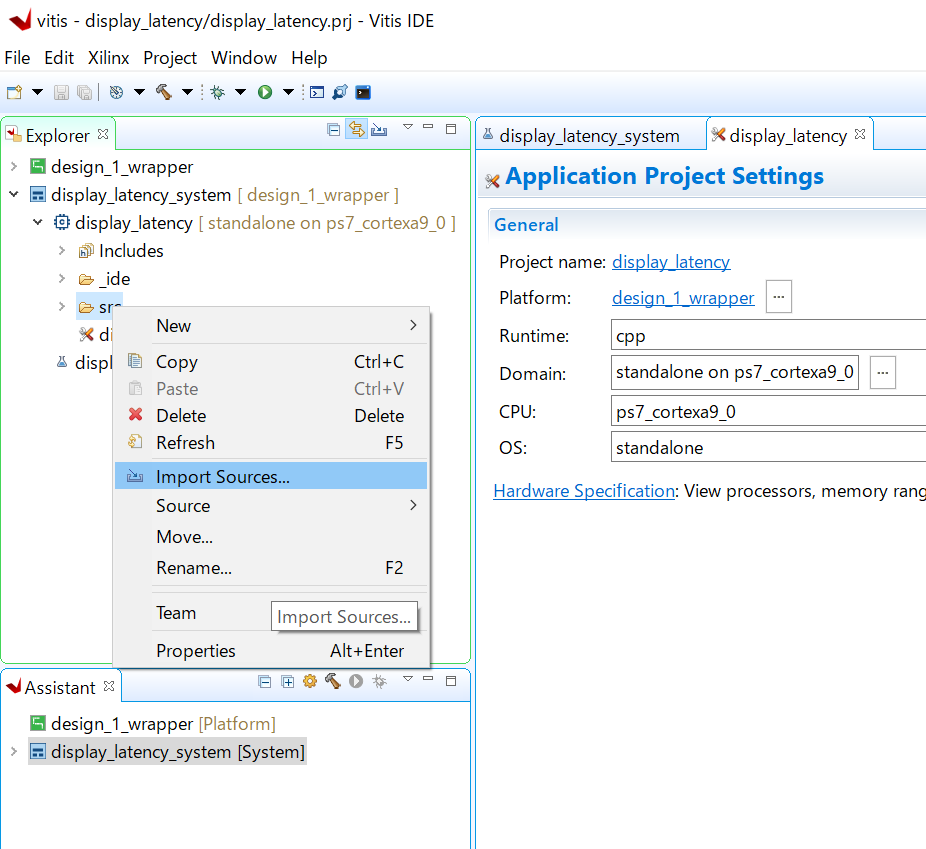 vitis - display_latency/display_latency.prj - Vitis IDE
File Edit Xilinx Project Window Help
Explorer
design_1_wrapper
display_latency_system [ design_1_wrapper ]
display_latency [ standalone on ps7_cortexa9_0 ]
Includes
_ide
src
di
displ
New
Copy Ctrl+C
Paste Ctrl+V
Delete Delete
Refresh F5
Import Sources...
Source
Move...
Rename... F2
Team
Import Sources...
Properties Alt+Enter
Assistant
design_1_wrapper [Platform]
display_latency_system [System]
display_latency_system display_latency
Application Project Settings
General
Project name: display_latency
Platform: design_1_wrapper ...
Runtime: cpp
Domain: standalone on ps7_cortexa9_0 ...
CPU: ps7_cortexa9_0
OS: standalone
Hardware Specification: View processors, memory rang